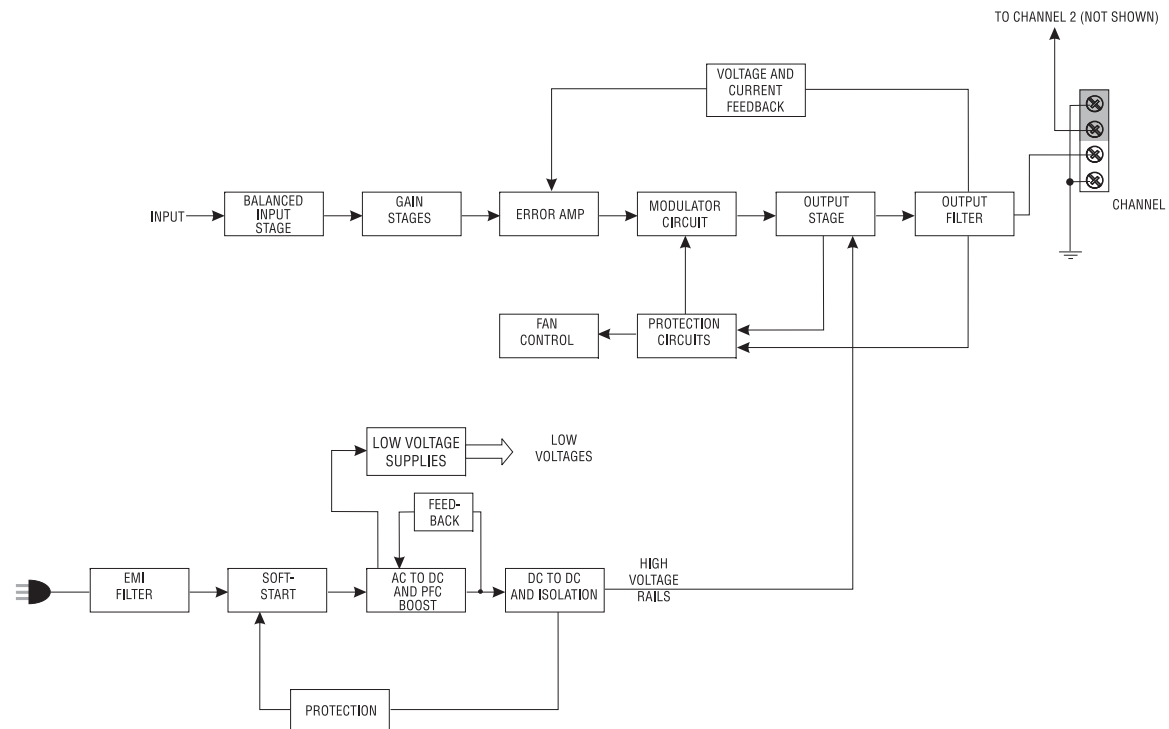 TO CHANNEL 2 (NOT SHOWN)
VOLTAGE AND
CURRENT
FEEDBACK
INPUT
BALANCED
INPUT
STAGE
GAIN
STAGES
ERROR AMP
MODULATOR
CIRCUIT
OUTPUT
STAGE
OUTPUT
FILTER
CHANNEL
FAN
CONTROL
PROTECTION
CIRCUITS
LOW VOLTAGE
SUPPLIES
LOW
VOLTAGES
FEED-
BACK
EMI
FILTER
SOFT-
START
AC TO DC
AND PFC
BOOST
DC TO DC
AND ISOLATION
HIGH
VOLTAGE
RAILS
PROTECTION